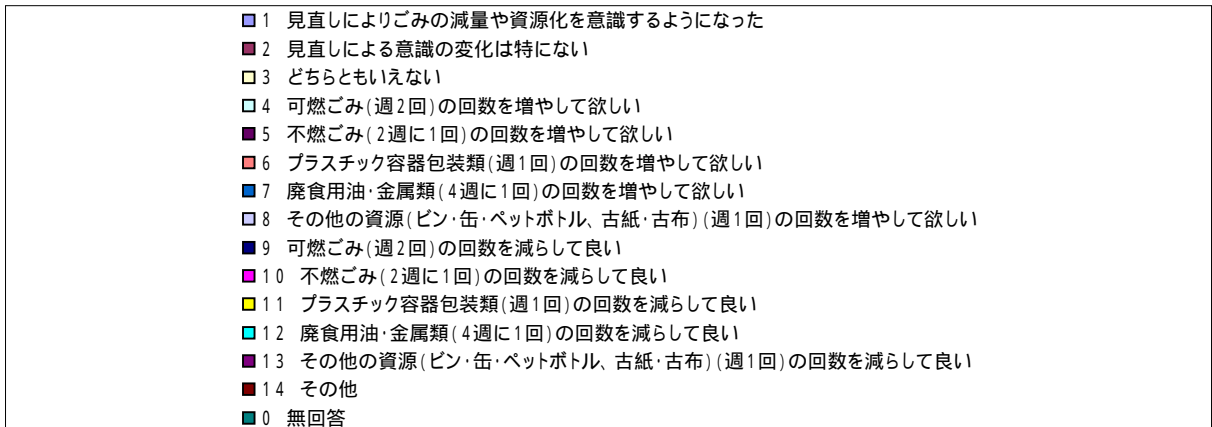 1 見直しによりごみの減量や資源化を意識するようになった
2 見直しによる意識の変化は特にない
3 どちらともいえない
4 可燃ごみ(週2回)の回数を増やして欲しい
5 不燃ごみ(2週に1回)の回数を増やして欲しい
6 プラスチック容器包装類(週1回)の回数を増やして欲しい
7 廃食用油・金属類(4週に1回)の回数を増やして欲しい
8 その他の資源(ビン・缶・ペットボトル、古紙・古布)(週1回)の回数を増やして欲しい
9 可燃ごみ(週2回)の回数を減らして良い
10 不燃ごみ(2週に1回)の回数を減らして良い
11 プラスチック容器包装類(週1回)の回数を減らして良い
12 廃食用油・金属類(4週に1回)の回数を減らして良い
13 その他の資源(ビン・缶・ペットボトル、古紙・古布)(週1回)の回数を減らして良い
14 その他
0 無回答